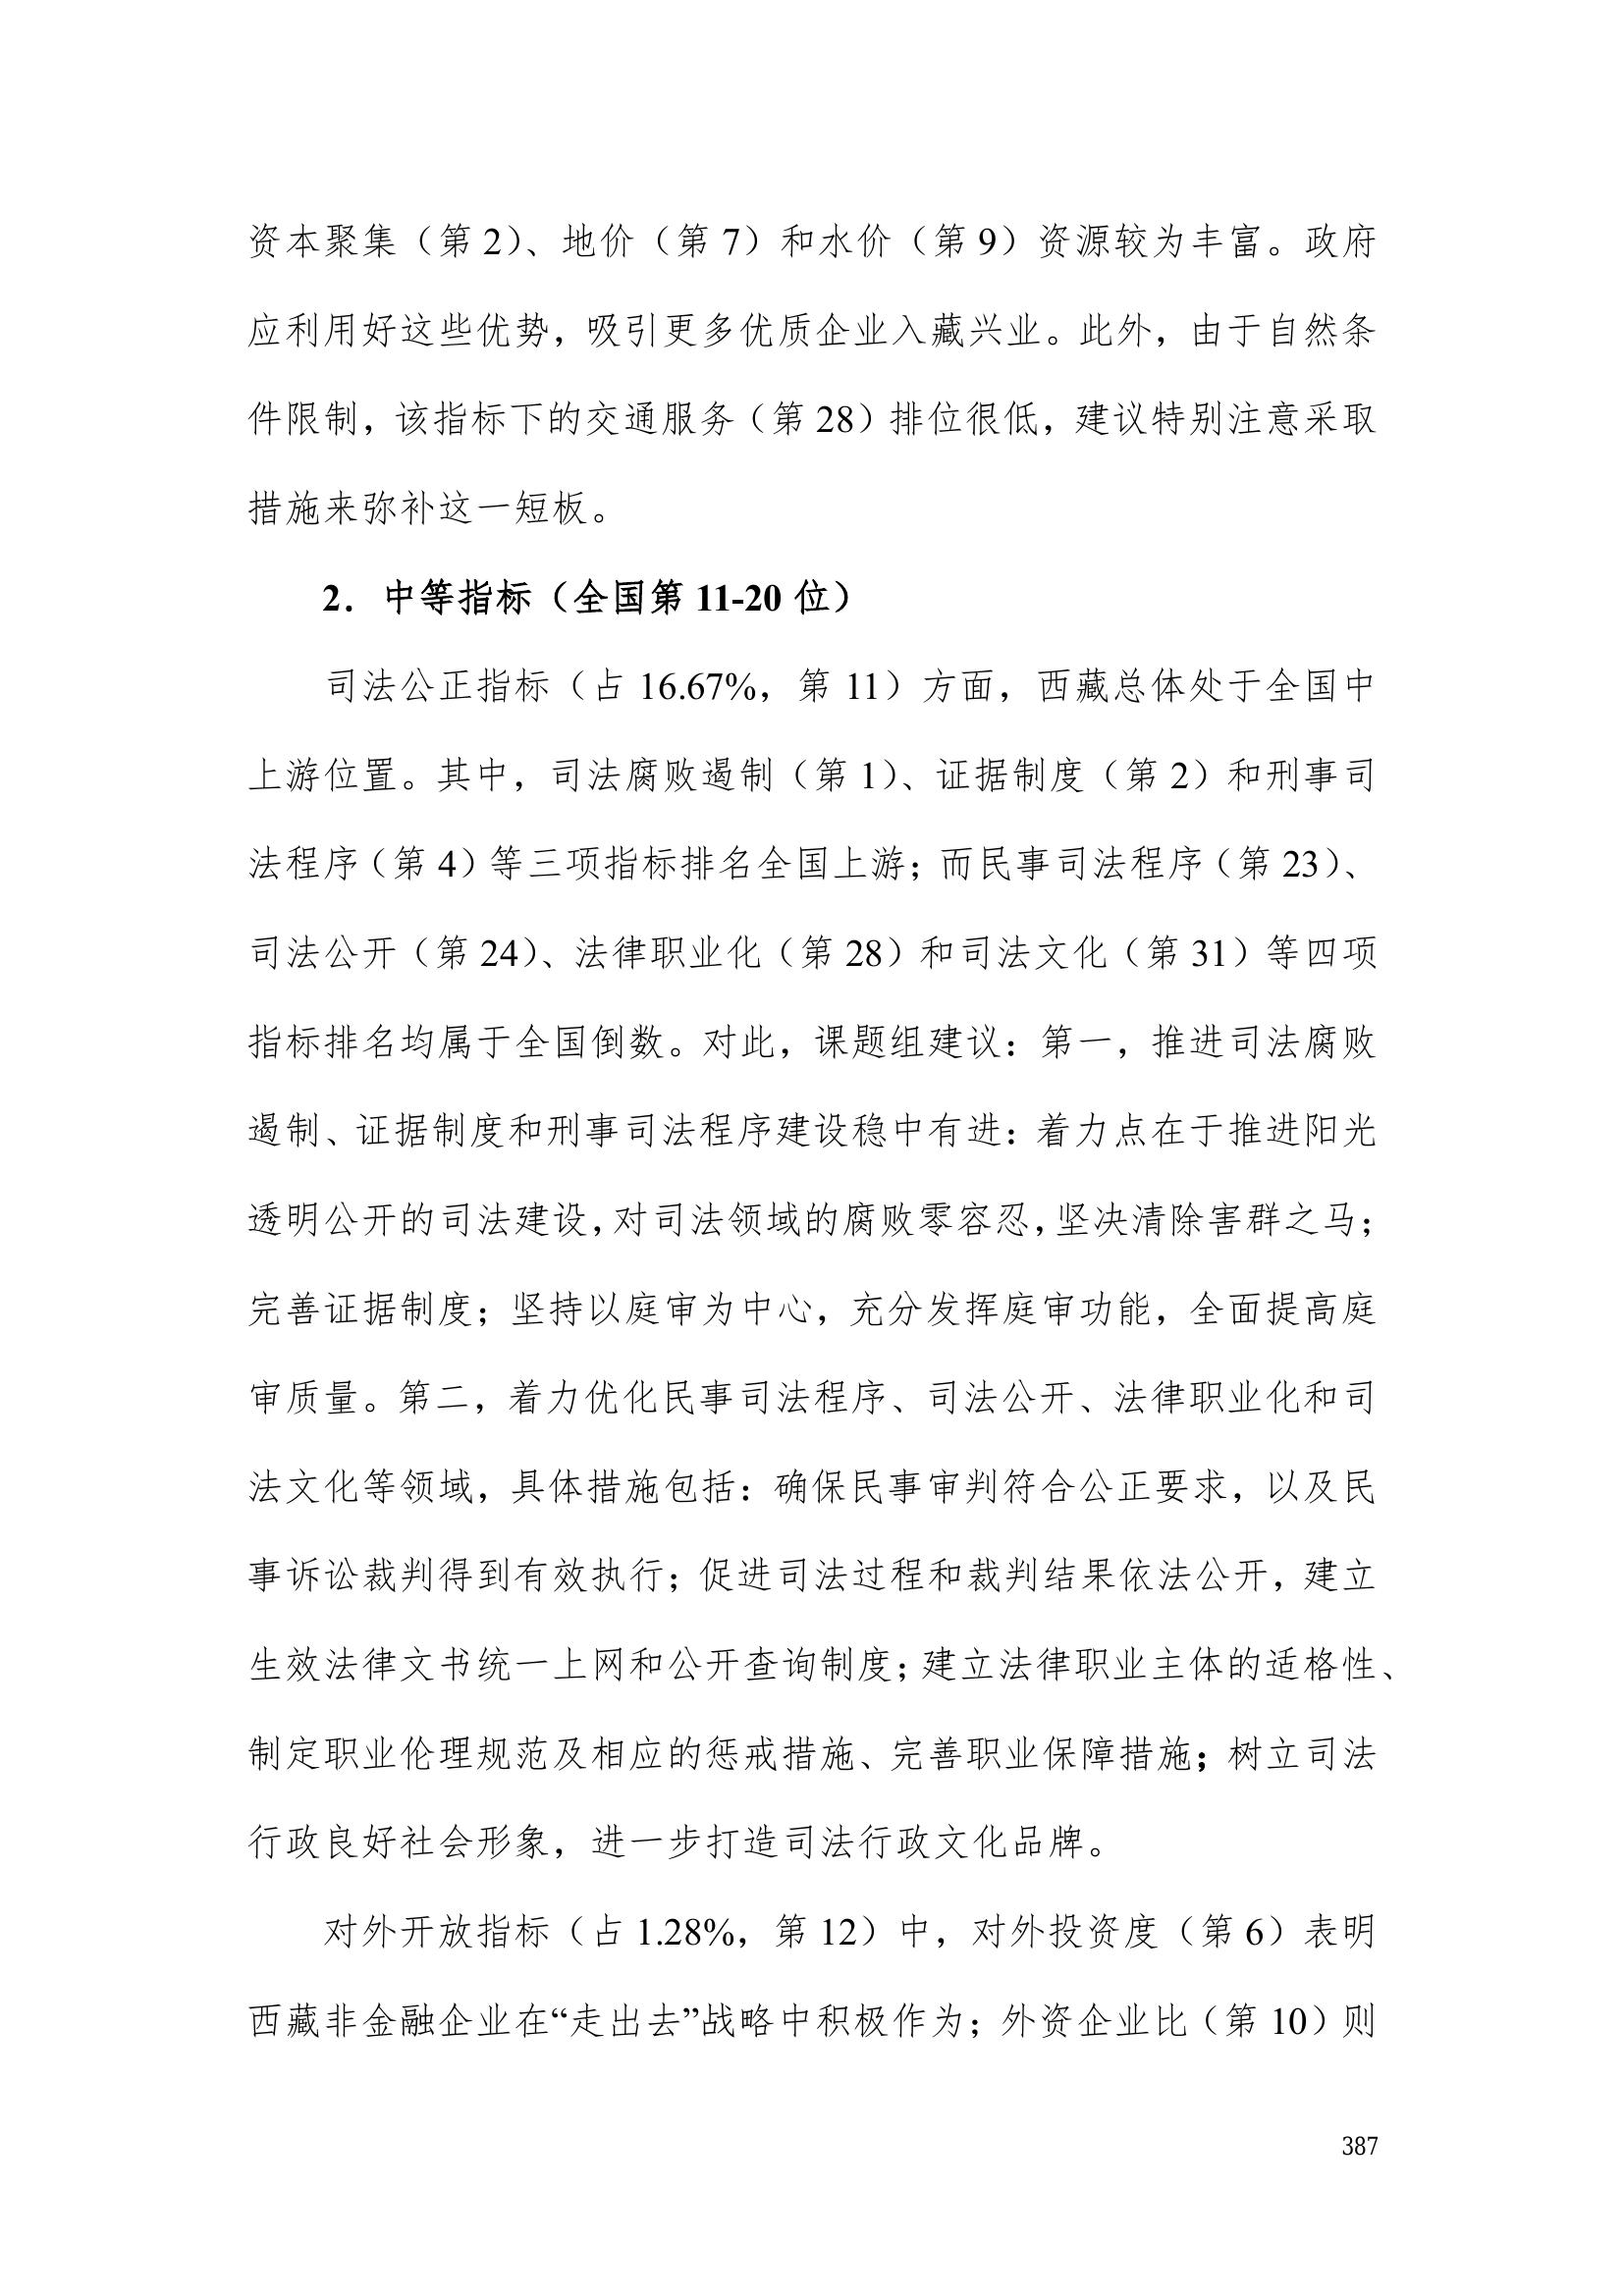 资本聚集（第 2）、地价（第 7）和水价（第 9）资源较为丰富。政府
应利用好这些优势，吸引更多优质企业入藏兴业。此外，由于自然条
件限制，该指标下的交通服务（第 28）排位很低，建议特别注意采取
措施来弥补这一短板。
2．中等指标（全国第 11-20 位）
司法公正指标（占 16.67%，第 11）方面，西藏总体处于全国中
上游位置。其中，司法腐败遏制（第 1）、证据制度（第 2）和刑事司
法程序（第 4）等三项指标排名全国上游；而民事司法程序（第 23）、
司法公开（第 24）、法律职业化（第 28）和司法文化（第 31）等四项
指标排名均属于全国倒数。对此，课题组建议：第一，推进司法腐败
遏制、证据制度和刑事司法程序建设稳中有进：着力点在于推进阳光
透明公开的司法建设，对司法领域的腐败零容忍，坚决清除害群之马；
完善证据制度；坚持以庭审为中心，充分发挥庭审功能，全面提高庭
审质量。第二，着力优化民事司法程序、司法公开、法律职业化和司
法文化等领域，具体措施包括：确保民事审判符合公正要求，以及民
事诉讼裁判得到有效执行；促进司法过程和裁判结果依法公开，建立
生效法律文书统一上网和公开查询制度；建立法律职业主体的适格性、
制定职业伦理规范及相应的惩戒措施、完善职业保障措施；树立司法
行政良好社会形象，进一步打造司法行政文化品牌。
对外开放指标（占 1.28%，第 12）中，对外投资度（第 6）表明
西藏非金融企业在“走出去”战略中积极作为；外资企业比（第 10）则
387